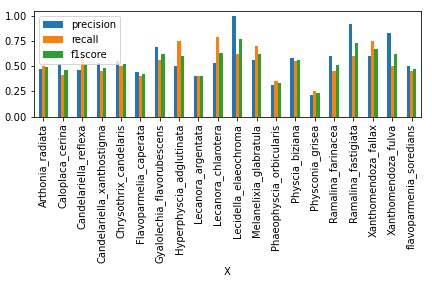 1.00
0.75
0.50
0.25
0.00
precision
recall
f1score
Arthonia_radiata
Caloplaca_cerina
Candelariella_reflexa
Candelariella_xanthostigma
Chrysothrix_candelaris
Flavoparmelia_caperata
Gyalolechia_flavorubescens
Hyperphyscia_adglutinata
Lecanora_argentata
Lecanora_chlarotera
Lecidella_elaeochroma
Melanelixia_glabratula
Phaeophyscia_orbicularis
Physcia_biziana
Physconia_grisea
Ramalina_farinacea
Ramalina_fastigiata
Xanthomendoza_fallax
Xanthomendoza_fulva
flavoparmenia_soredians
X